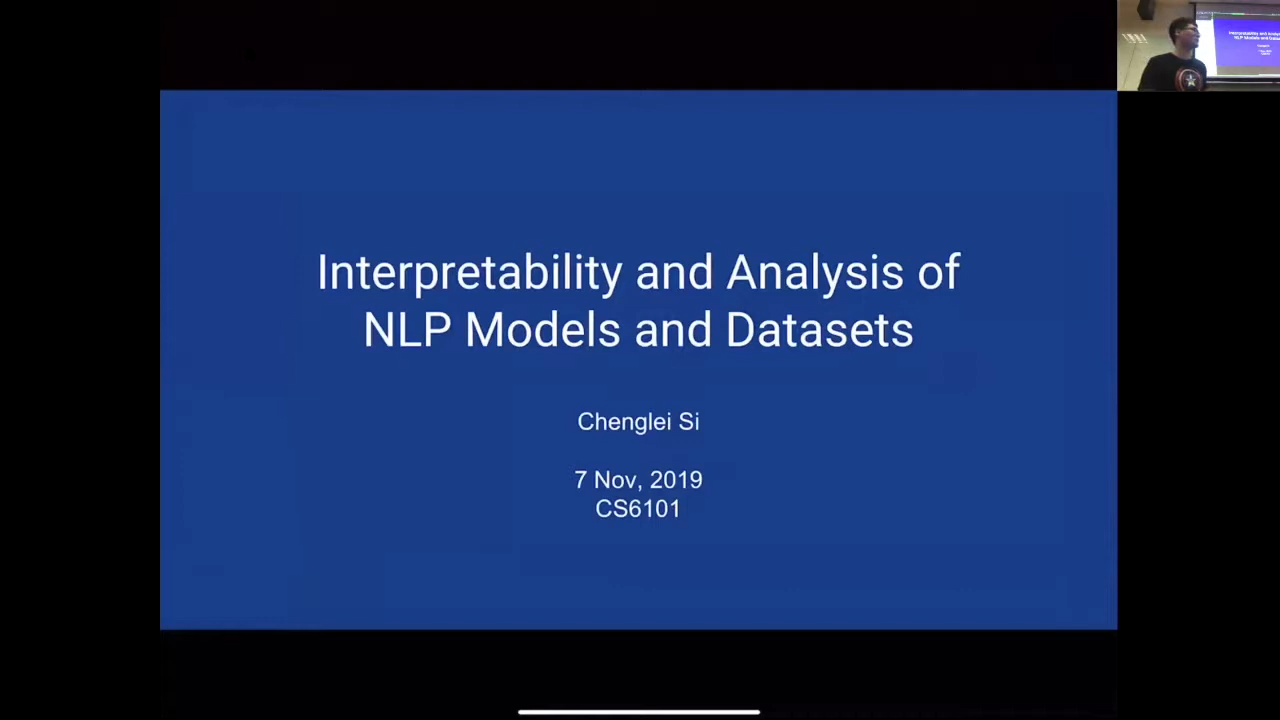 Interpretability and Analysis of
NLP Models and Datasets
Chenglei Si
7 Nov, 2019
CS6101